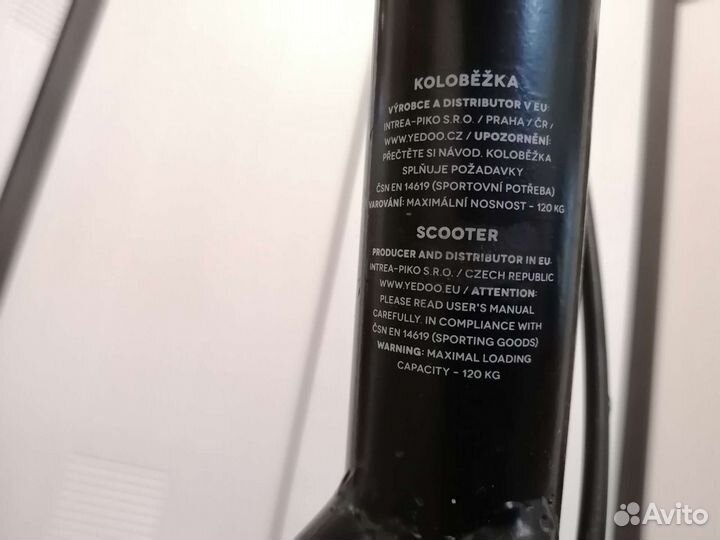 KOLOBĚŽKA
VÝROBCE A DISTRIBUTOR V EU:
INTREA-PIKO S.R.O. / PRAHA / ČR /
WWW.YEDOO.CZ / UPOZORNĚNÍ:
PŘEČTĚTE SI NÁVOD. KOLOBĚŽKA
SPLŇUJE POŽADAVKY
ČSN EN 14619 (SPORTOVNÍ POTŘEBA)
VAROVÁNÍ: MAXIMÁLNÍ NOSNOST - 120 KG
SCOOTER
PRODUCER AND DISTRIBUTOR IN EU:
INTREA-PIKO S.R.O. / CZECH REPUBLIC
WWW.YEDOO.EU / ATTENTION:
PLEASE READ USER'S MANUAL
CAREFULLY. IN COMPLIANCE WITH
ČSN EN 14619 (SPORTING GOODS)
WARNING: MAXIMAL LOADING
CAPACITY - 120 KG
Avito